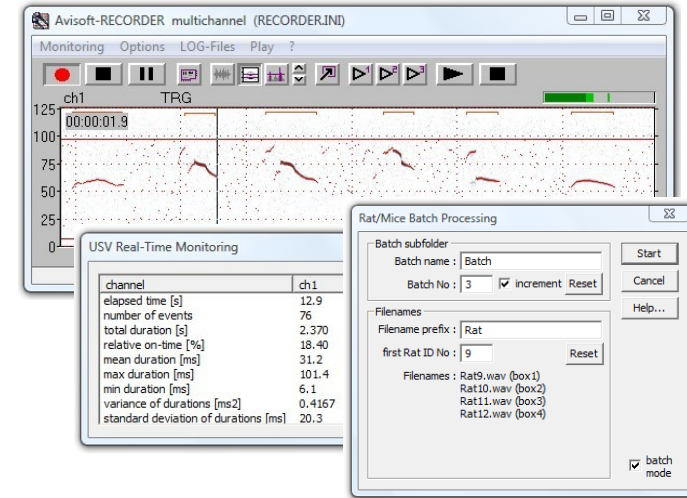 Avisoft-RECORDER multichannel (RECORDER.INI)
Monitoring Options LOG-Files Play ?
ch1 TRG
00:00:01.9
125
100
75
50
25
0
USV Real-Time Monitoring
channel ch1
elapsed time [s] 12.9
number of events 76
total duration [s] 2.370
relative on-time [%] 18.40
mean duration [ms] 31.2
max duration [ms] 101.4
min duration [ms] 6.1
variance of durations [ms2] 0.4167
standard deviation of durations [ms] 20.3
Rat/Mice Batch Processing
Batch subfolder
Batch name : Batch
Batch No : 3 increment Reset
Filenames
Filename prefix : Rat
first Rat ID No : 9 Reset
Filenames : Rat9.wav (box1)
Rat10.wav (box2)
Rat11.wav (box3)
Rat12.wav (box4)
Start
Cancel
Help...
batch
mode